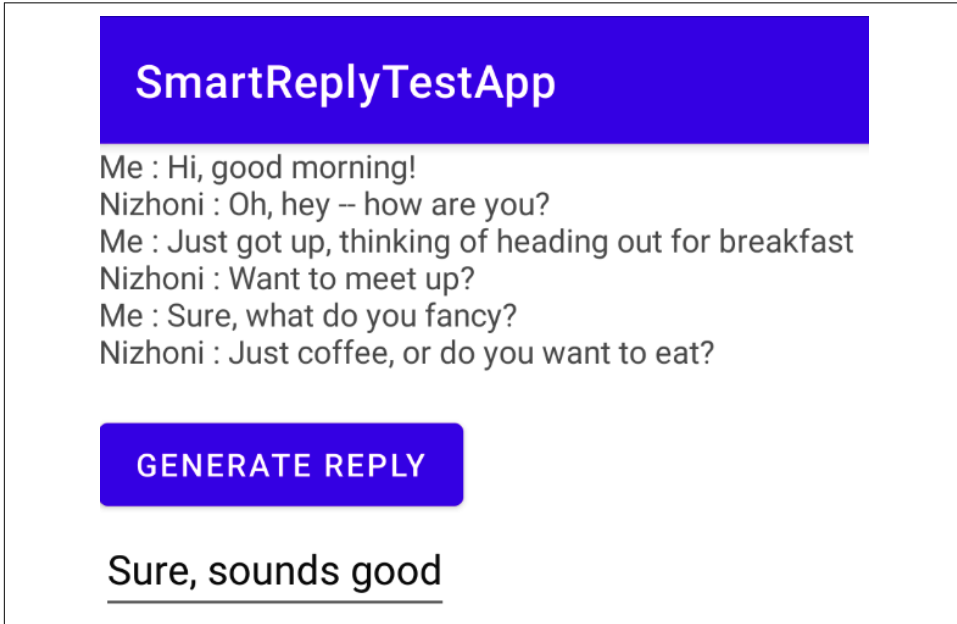 SmartReplyTestApp
Me : Hi, good morning!
Nizhoni : Oh, hey -- how are you?
Me : Just got up, thinking of heading out for breakfast
Nizhoni : Want to meet up?
Me : Sure, what do you fancy?
Nizhoni : Just coffee, or do you want to eat?
GENERATE REPLY
Sure, sounds good